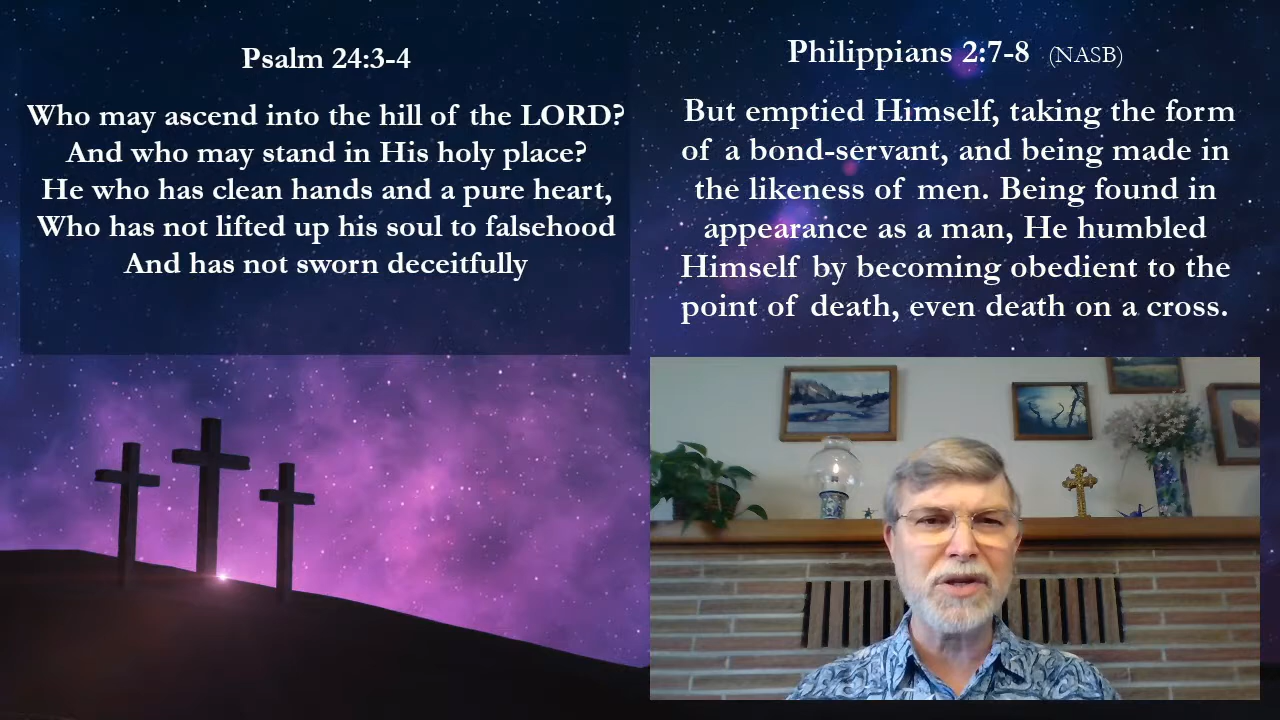 Psalm 24:3-4
Who may ascend into the hill of the LORD?
And who may stand in His holy place?
He who has clean hands and a pure heart,
Who has not lifted up his soul to falsehood
And has not sworn deceitfully
Philippians 2:7-8 (NASB)
But emptied Himself, taking the form
of a bond-servant, and being made in
the likeness of men. Being found in
appearance as a man, He humbled
Himself by becoming obedient to the
point of death, even death on a cross.